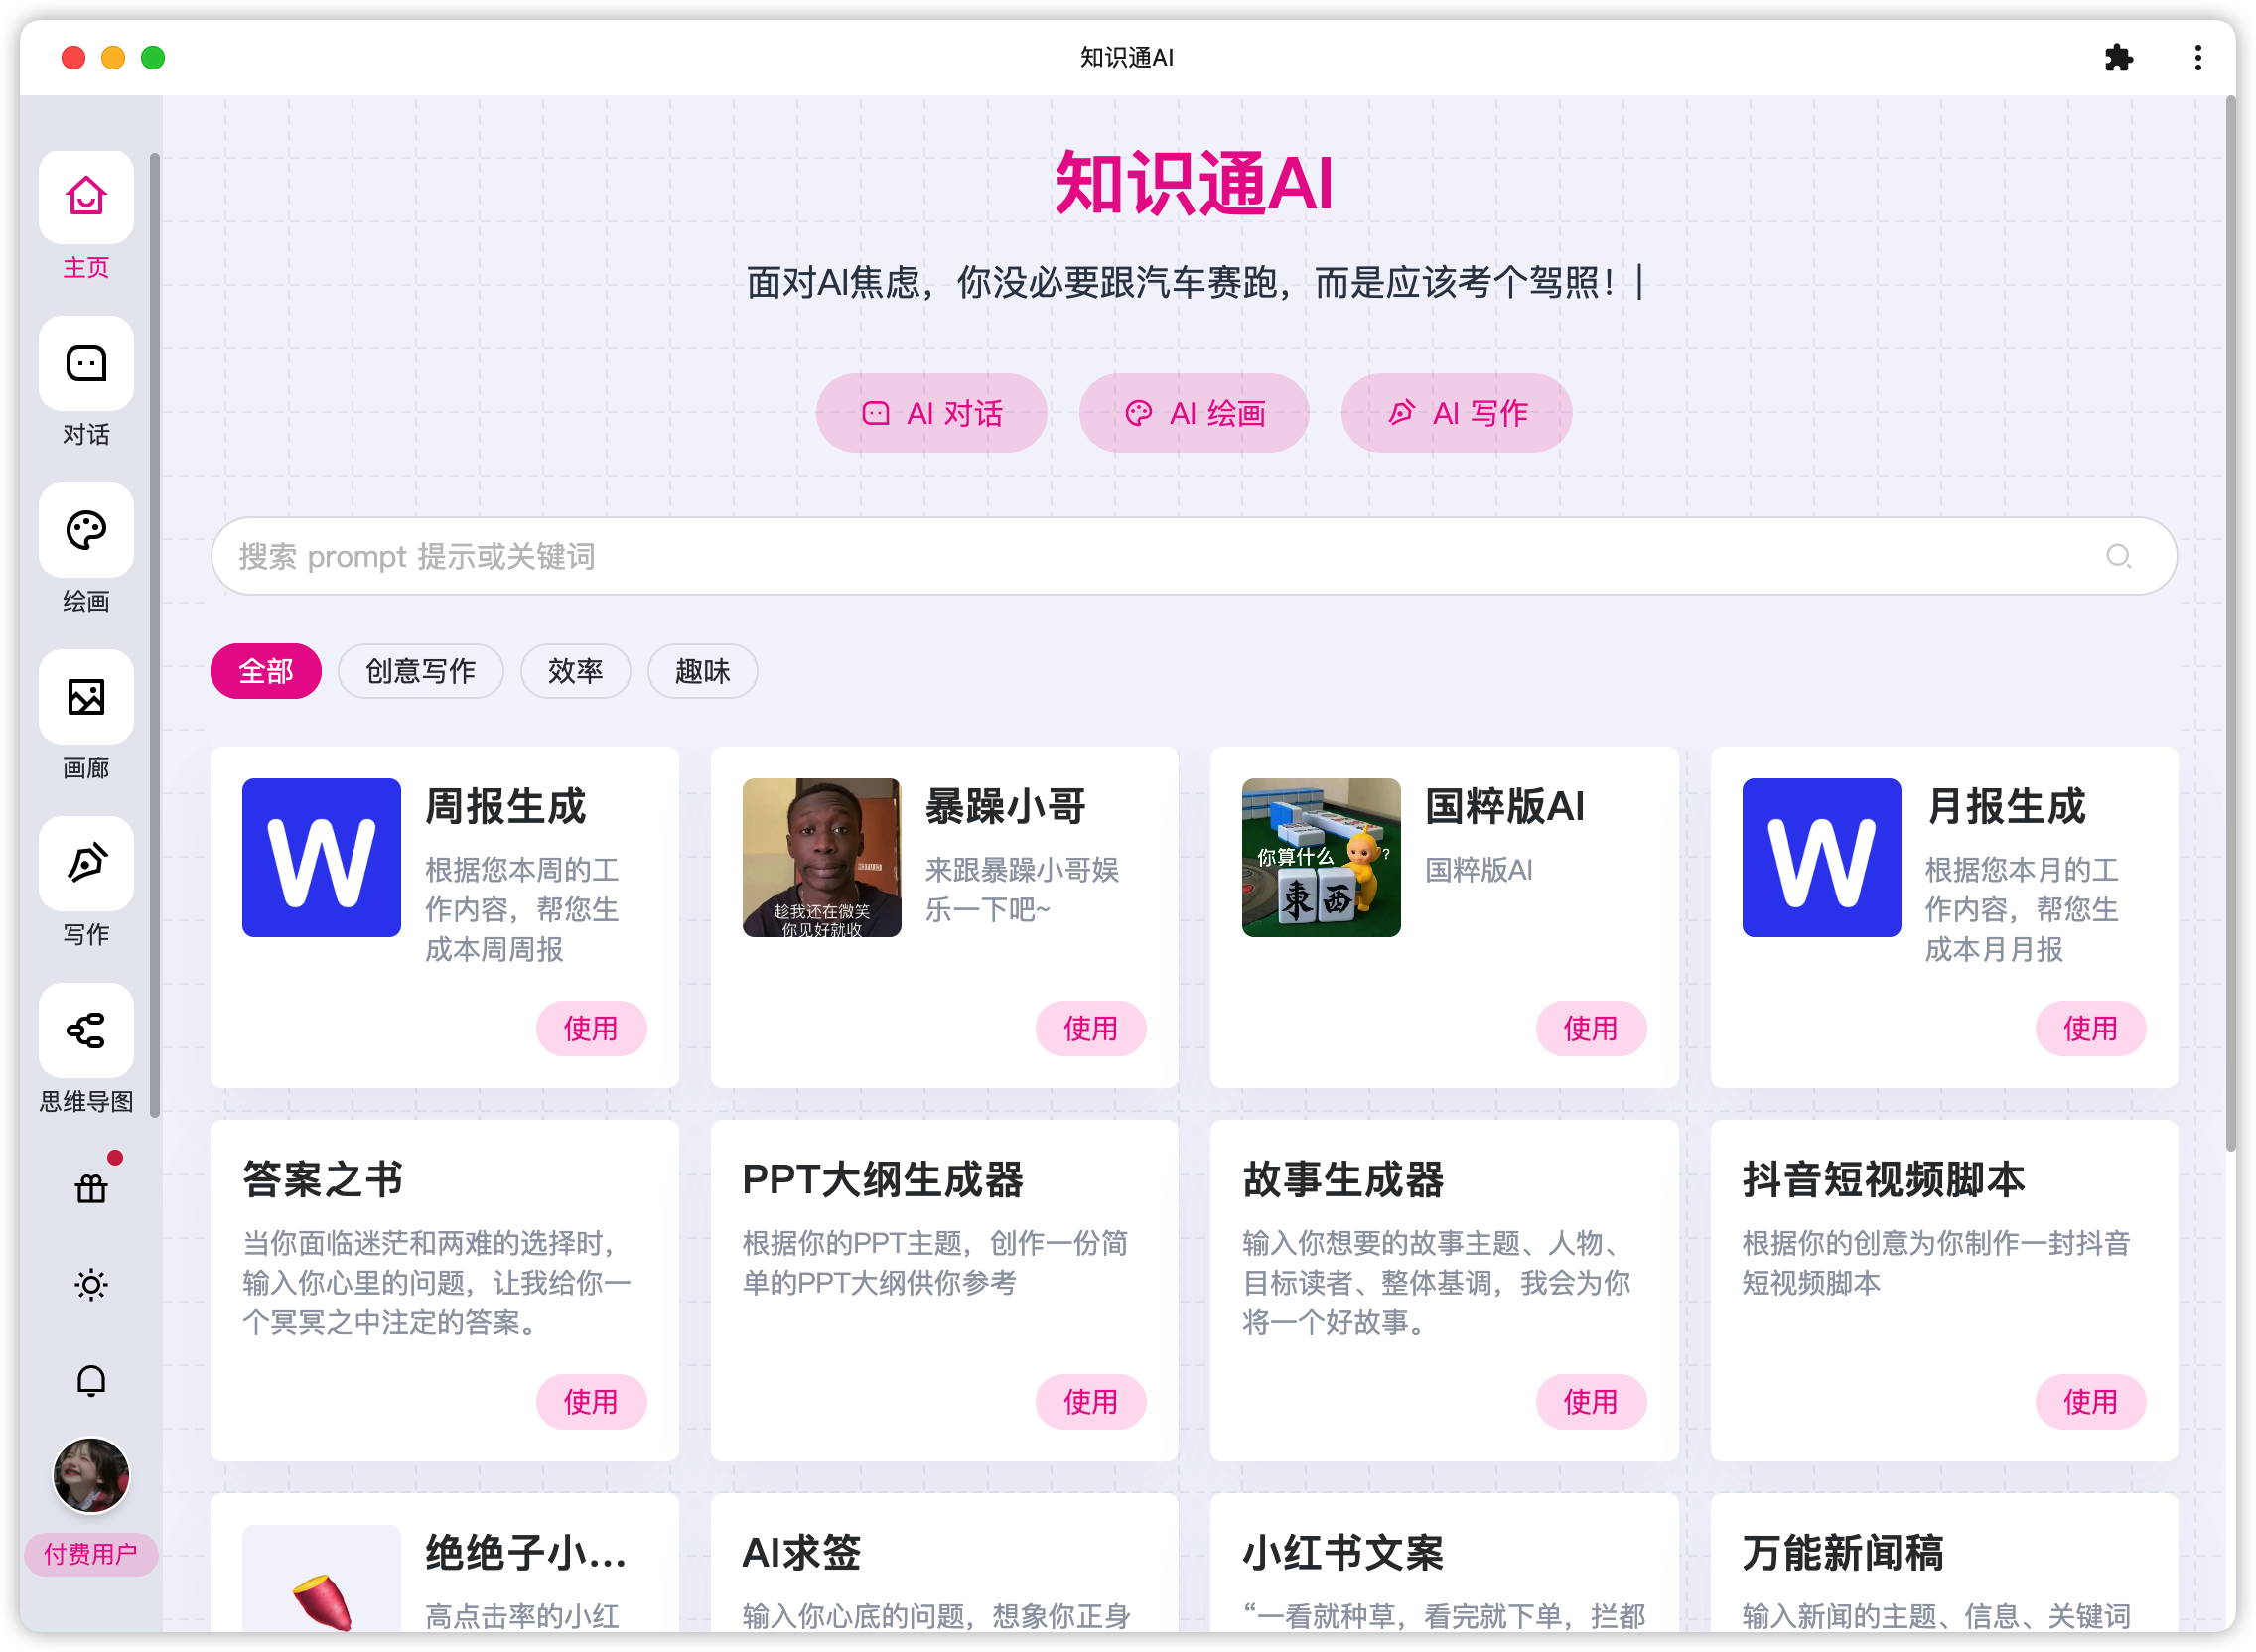 知识通AI
主页
对话
绘画
画廊
写作
思维导图
付费用户
知识通AI
面对AI焦虑，你没必要跟汽车赛跑，而是应该考个驾照！|
AI 对话
AI 绘画
AI 写作
搜索 prompt 提示或关键词
全部
创意写作
效率
趣味
W
周报生成
根据您本周的工
作内容，帮您生
成本周周报
使用
趁我还在微笑
你见好就收
暴躁小哥
来跟暴躁小哥娱
乐一下吧~
使用
你算什么 ?
東 西
国粹版AI
国粹版AI
使用
W
月报生成
根据您本月的工
作内容，帮您生
成本月月报
使用
答案之书
当你面临迷茫和两难的选择时，
输入你心里的问题，让我给你一
个冥冥之中注定的答案。
使用
PPT大纲生成器
根据你的PPT主题，创作一份简
单的PPT大纲供你参考
使用
故事生成器
输入你想要的故事主题、人物、
目标读者、整体基调，我会为你
将一个好故事。
使用
抖音短视频脚本
根据你的创意为你制作一封抖音
短视频脚本
使用
绝绝子小...
高点击率的小红
AI求签
输入你心底的问题，想象你正身
小红书文案
“一看就种草，看完就下单，拦都
万能新闻稿
输入新闻的主题、信息、关键词